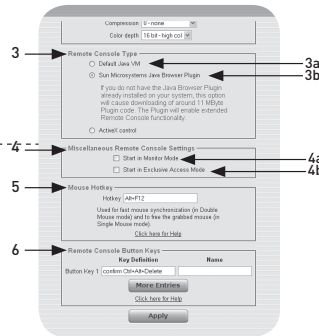 Compression 0 - none
Color depth 16 bit - high col
3
Remote Console Type
Default Java VM
3a
Sun Microsystems Java Browser Plugin
3b
If you do not have the Java Browser Plugin
already installed on your system, this option
will cause downloading of around 11 MByte
Plugin code. The Plugin will enable extended
Remote Console functionality.
ActiveX control
4
Miscellaneous Remote Console Settings
Start in Monitor Mode
4a
Start in Exclusive Access Mode
4b
5
Mouse Hotkey
Hotkey Alt+F12
Used for fast mouse synchronization (in Double
Mouse mode) and to free the grabbed mouse (in
Single Mouse mode).
Click here for Help
6
Remote Console Button Keys
Key Definition Name
Button Key 1 confirm Ctrl+Alt+Delete
More Entries
Click here for Help
Apply